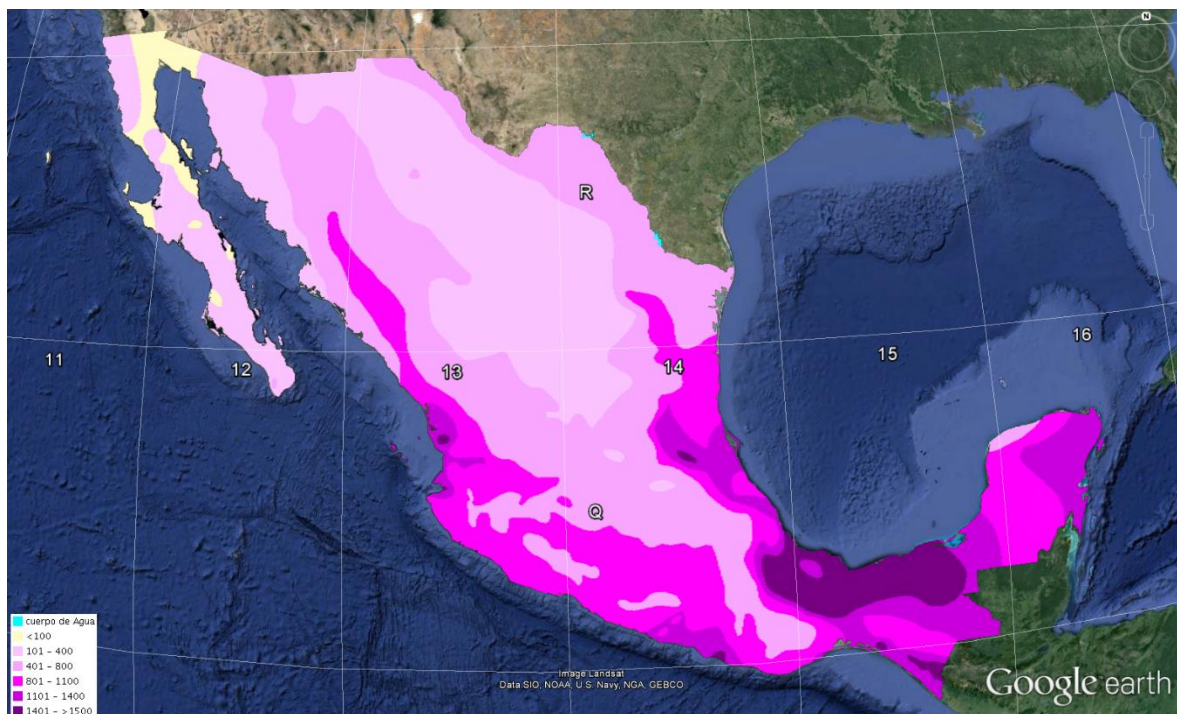 N
R
11
12
13
14
15
16
Q
cuerpo de Agua
<100
101 - 400
401 - 800
801 - 1100
1101 - 1400
1401 - >1500
Image Landsat
Data SIO, NOAA, U.S. Navy, NGA, GEBCO
Google earth